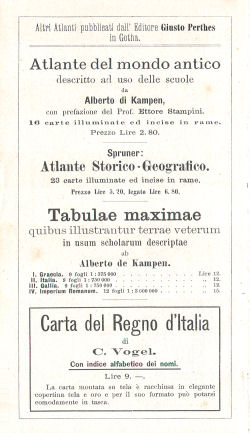 Altri Atlanti pubblicati dall' Editore Giusto Perthes
in Gotha.
Atlante del mondo antico
descritto ad uso delle scuole
da
Alberto di Kampen,
con prefazione del Prof. Ettore Stampini.
16 carte illuminate ed incise in rame.
Prezzo Lire 2. 80.
Spruner:
Atlante Storico-Geografico.
23 carte illuminate ed incise in rame.
Prezzo Lire 5. 20, legato Lire 6. 80.
Tabulae maximae
quibus illustrantur terrae veterum
in usum scholarum descriptae
ab
Alberto de Kampen.
I. Graecia. 9 fogli 1 : 375 000 . . . . . . . . Lire 12.
II. Italia. 9 fogli 1 : 750 000 . . . . . . . . „ 12.
III. Gallia. 9 fogli 1 : 750 000 . . . . . . . . „ 12.
IV. Imperium Romanum. 12 fogli 1 : 3 000 000 . . . . „ 15.
Carta del Regno d'Italia
di
C. Vogel.
Con indice alfabetico dei nomi.
Lire 9, —.
La carta montata su tela è racchiusa in elegante
copertina tela e oro e per il suo formato può potarsi
comodamente in tasca.